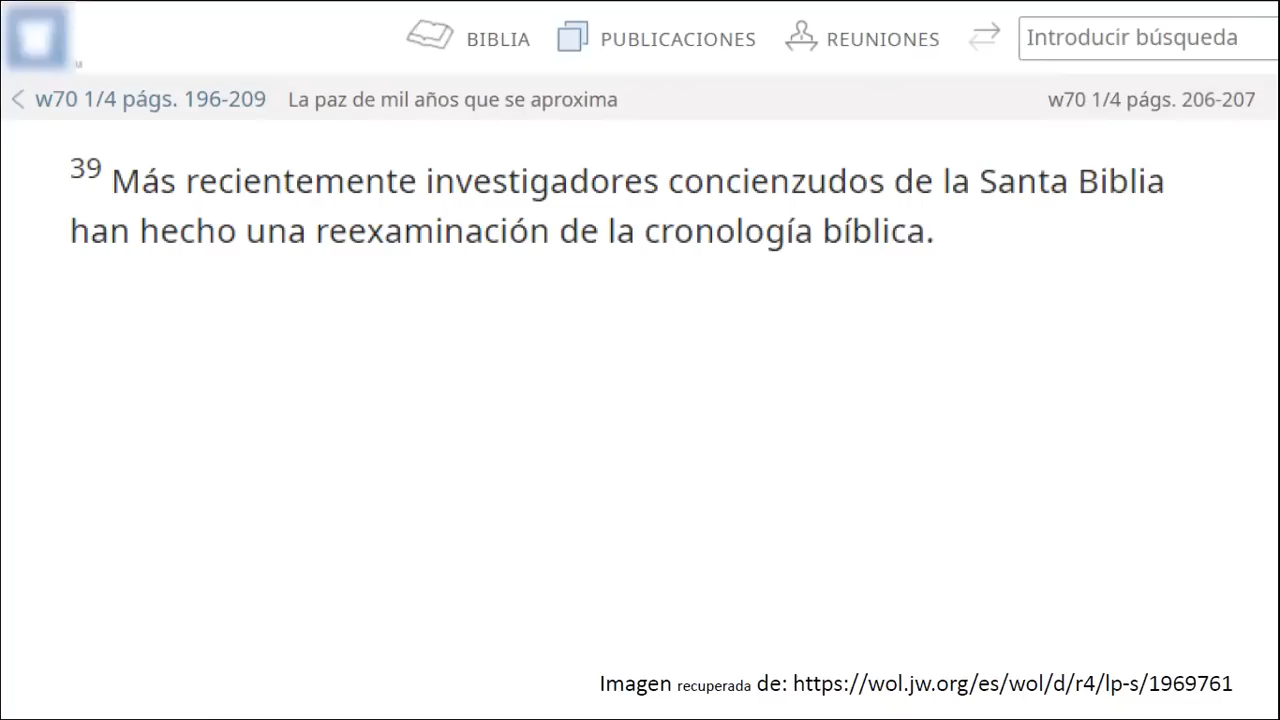 BIBLIA PUBLICACIONES REUNIONES Introducir búsqueda
w70 1/4 págs. 196-209 La paz de mil años que se aproxima w70 1/4 págs. 206-207
39 Más recientemente investigadores concienzudos de la Santa Biblia
han hecho una reexaminación de la cronología bíblica.
Imagen recuperada de: https://wol.jw.org/es/wol/d/r4/lp-s/1969761